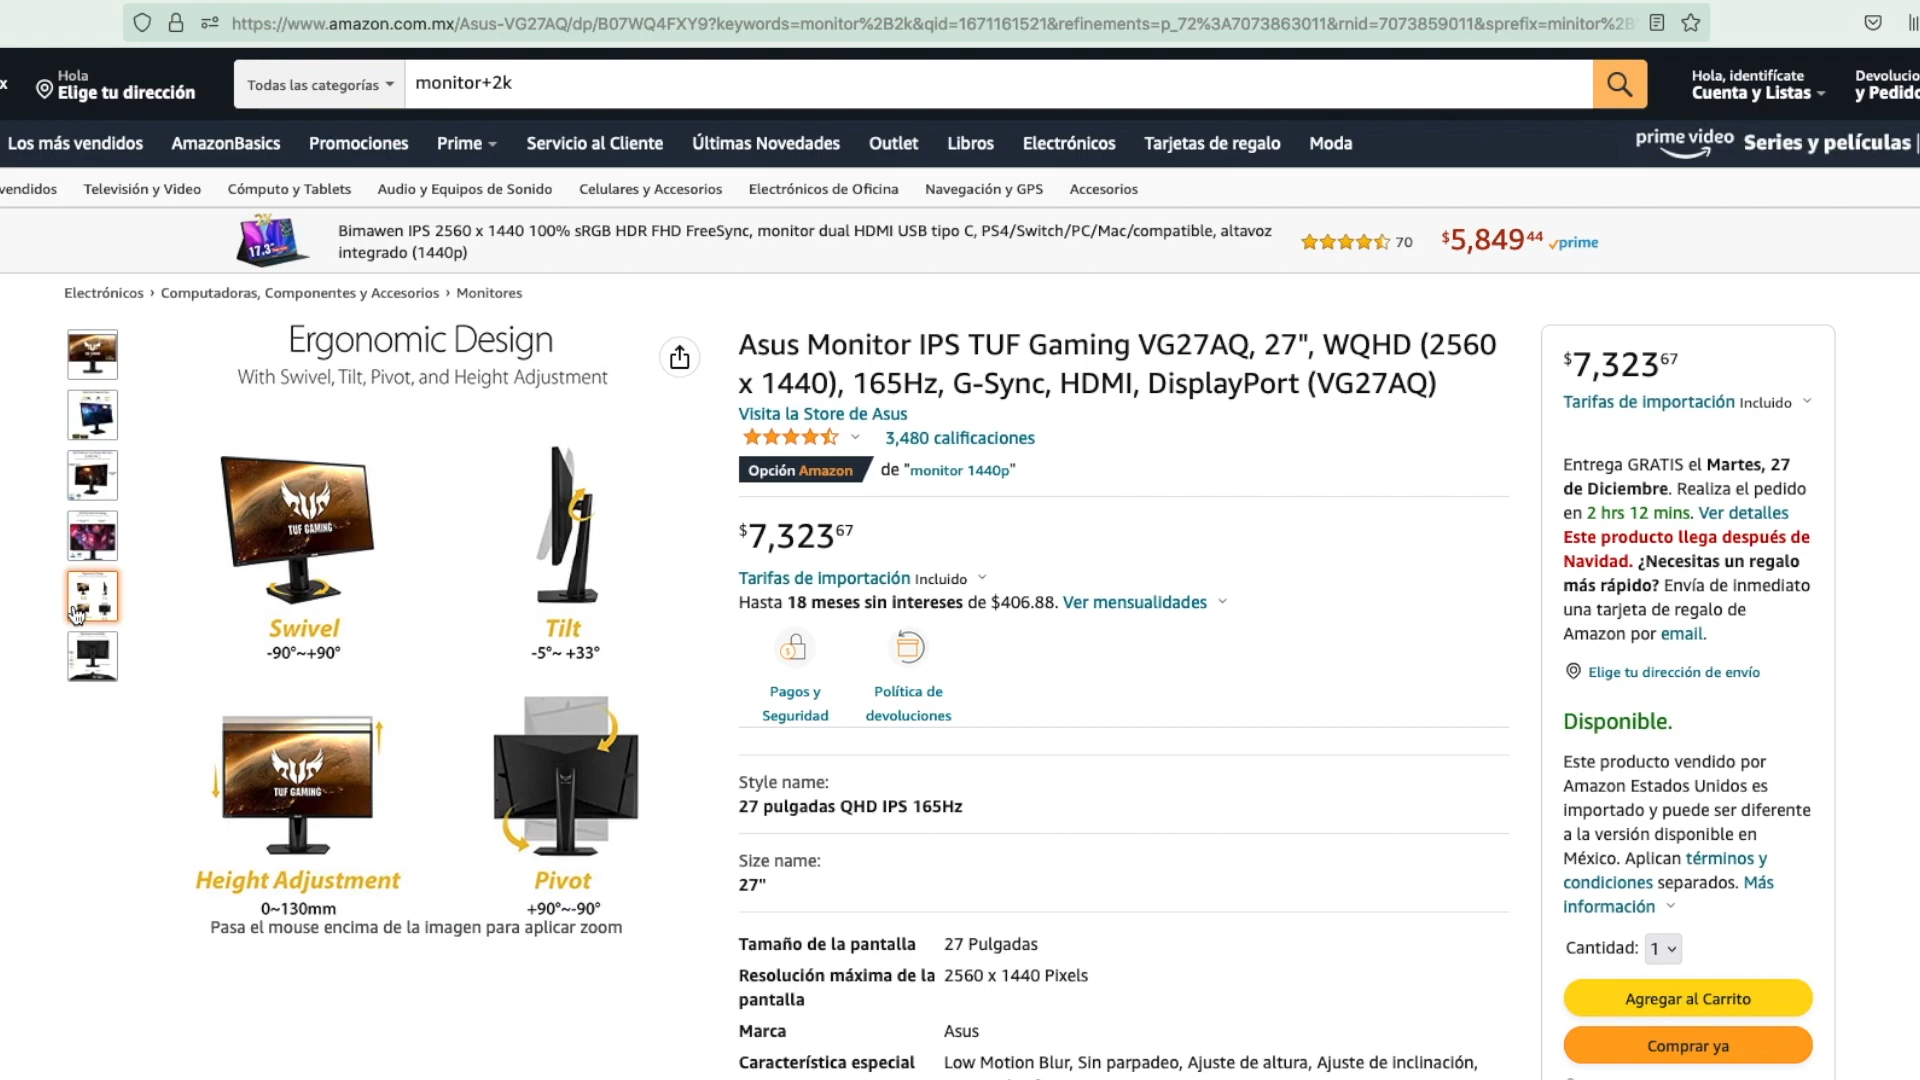 https://www.amazon.com.mx/Asus-VG27AQ/dp/B07WQ4FXY9?keywords=monitor%2B2k&qid=1671161521&refinements=p_72%3A7073863011&rnid=7073859011&sprefix=minitor%2B
x
Hola
Elige tu dirección
Todas las categorías
monitor+2k
Hola, identifícate
Cuenta y Listas
Devolucio
y Pedido
Los más vendidos
AmazonBasics
Promociones
Prime
Servicio al Cliente
Últimas Novedades
Outlet
Libros
Electrónicos
Tarjetas de regalo
Moda
prime video
Series y películas |
vendidos
Televisión y Video
Cómputo y Tablets
Audio y Equipos de Sonido
Celulares y Accesorios
Electrónicos de Oficina
Navegación y GPS
Accesorios
17.3"
Bimawen IPS 2560 x 1440 100% sRGB HDR FHD FreeSync, monitor dual HDMI USB tipo C, PS4/Switch/PC/Mac/compatible, altavoz
integrado (1440p)
70
$5,849.44
prime
Electrónicos › Computadoras, Componentes y Accesorios › Monitores
Ergonomic Design
With Swivel, Tilt, Pivot, and Height Adjustment
TUF GAMING
Swivel
-90°~+90°
Tilt
-5°~ +33°
TUF GAMING
Height Adjustment
0~130mm
Pivot
+90°~-90°
Pasa el mouse encima de la imagen para aplicar zoom
Asus Monitor IPS TUF Gaming VG27AQ, 27", WQHD (2560
x 1440), 165Hz, G-Sync, HDMI, DisplayPort (VG27AQ)
Visita la Store de Asus
3,480 calificaciones
Opción Amazon de "monitor 1440p"
$7,323 67
Tarifas de importación Incluido
Hasta 18 meses sin intereses de $406.88. Ver mensualidades
Pagos y
Seguridad
Política de
devoluciones
Style name:
27 pulgadas QHD IPS 165Hz
Size name:
27"
Tamaño de la pantalla 27 Pulgadas
Resolución máxima de la 2560 x 1440 Pixels
pantalla
Marca Asus
Característica especial Low Motion Blur, Sin parpadeo, Ajuste de altura, Ajuste de inclinación,
$7,323 67
Tarifas de importación Incluido
Entrega GRATIS el Martes, 27
de Diciembre. Realiza el pedido
en 2 hrs 12 mins. Ver detalles
Este producto llega después de
Navidad. ¿Necesitas un regalo
más rápido? Envía de inmediato
una tarjeta de regalo de
Amazon por email.
Elige tu dirección de envío
Disponible.
Este producto vendido por
Amazon Estados Unidos es
importado y puede ser diferente
a la versión disponible en
México. Aplican términos y
condiciones separados. Más
información
Cantidad: 1
Agregar al Carrito
Comprar ya